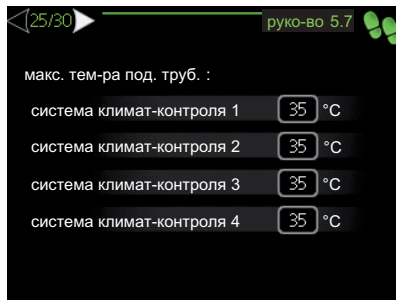 25/30
руко-во 5.7
макс. тем-ра под. труб. :
система климат-контроля 1 35 °C
система климат-контроля 2 35 °C
система климат-контроля 3 35 °C
система климат-контроля 4 35 °C